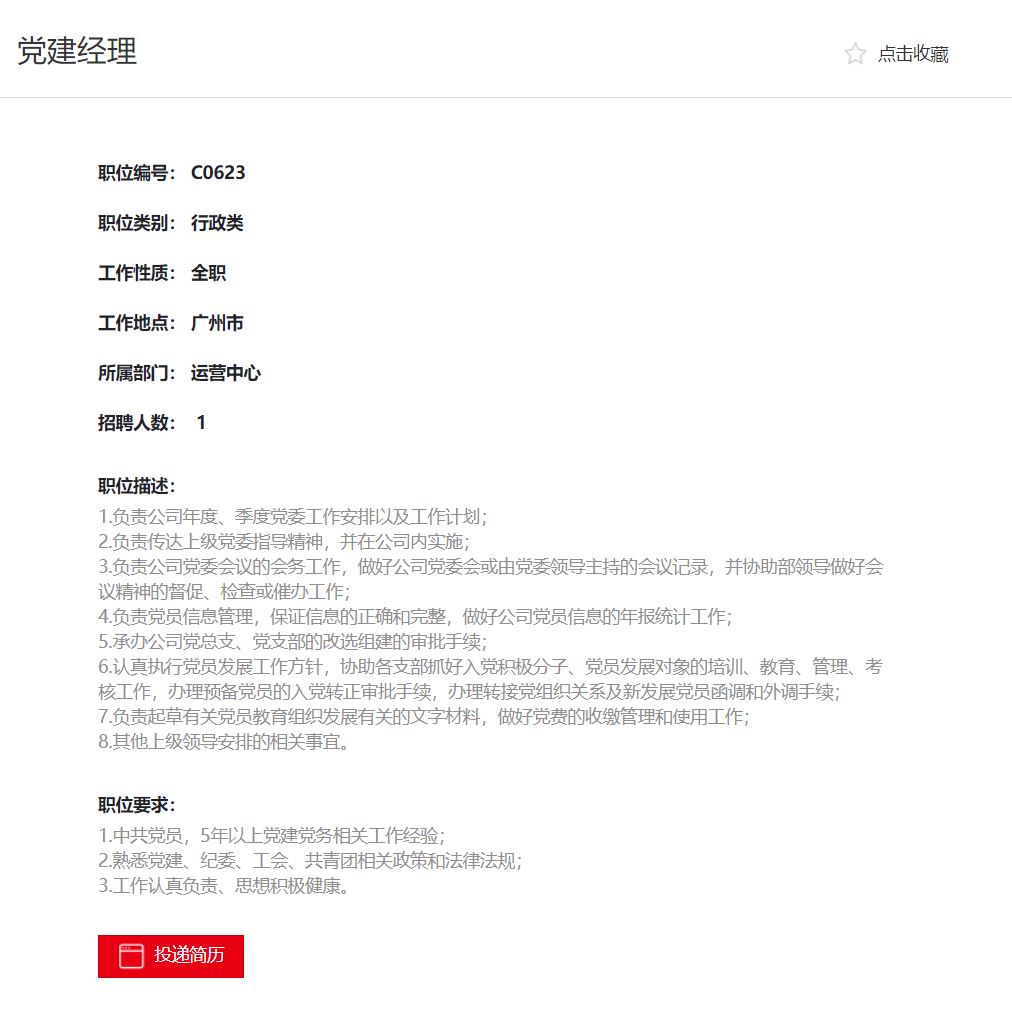 党建经理
点击收藏
职位编号： C0623
职位类别： 行政类
工作性质： 全职
工作地点： 广州市
所属部门： 运营中心
招聘人数： 1
职位描述：
1.负责公司年度、季度党委工作安排以及工作计划；
2.负责传达上级党委指导精神，并在公司内实施；
3.负责公司党委会议的会务工作，做好公司党委会或由党委领导主持的会议记录，并协助部领导做好会
议精神的督促、检查或催办工作；
4.负责党员信息管理，保证信息的正确和完整，做好公司党员信息的年报统计工作；
5.承办公司党总支、党支部的改选组建的审批手续；
6.认真执行党员发展工作方针，协助各支部抓好入党积极分子、党员发展对象的培训、教育、管理、考
核工作，办理预备党员的入党转正审批手续，办理转接党组织关系及新发展党员函调和外调手续；
7.负责起草有关党员教育组织发展有关的文字材料，做好党费的收缴管理和使用工作；
8.其他上级领导安排的相关事宜。
职位要求：
1.中共党员，5年以上党建党务相关工作经验；
2.熟悉党建、纪委、工会、共青团相关政策和法律法规；
3.工作认真负责、思想积极健康。
投递简历